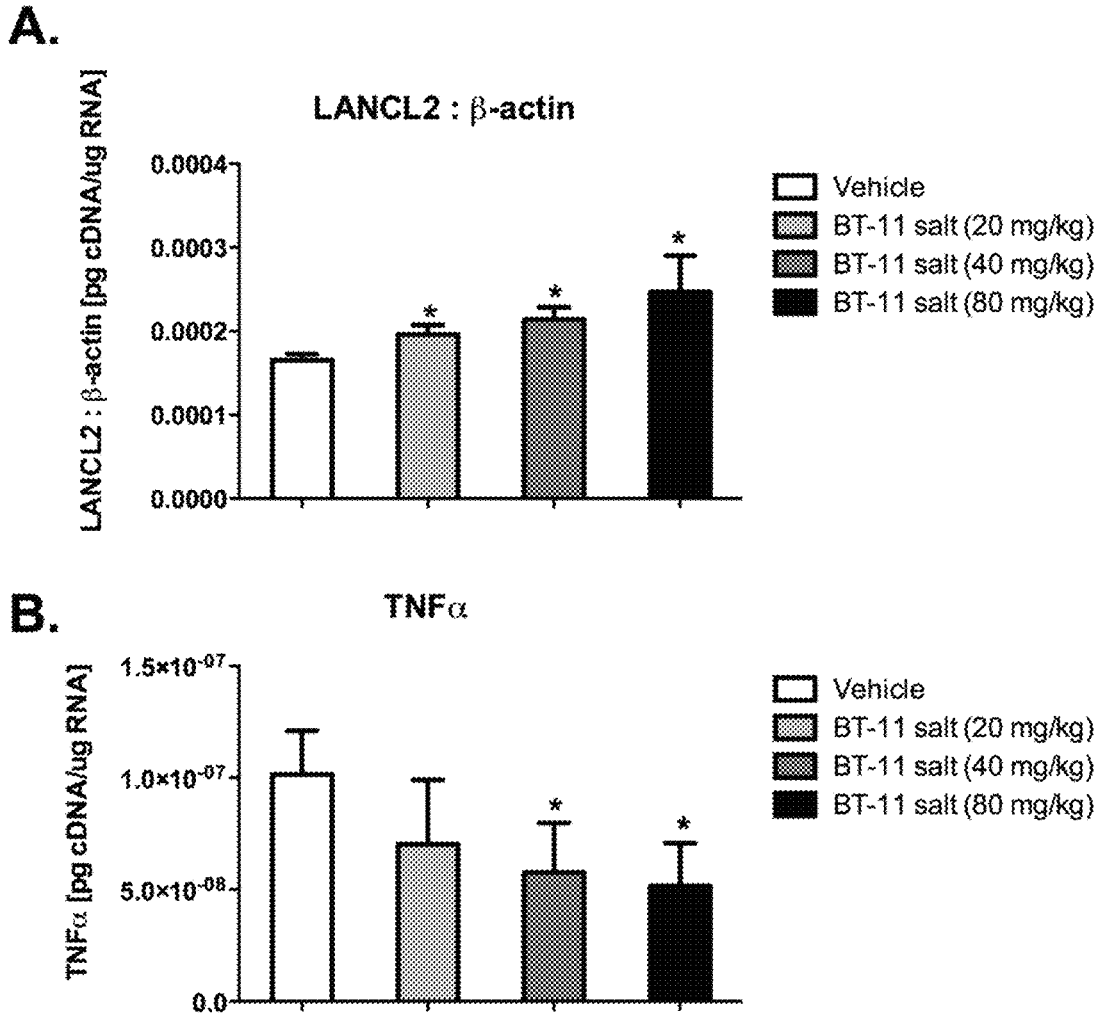 A.
LANCL2 : β-actin
LANCL2 : β-actin [pg cDNA/ug RNA]
0.0004
0.0003
0.0002
0.0001
0.0000
*
*
*
Vehicle
BT-11 salt (20 mg/kg)
BT-11 salt (40 mg/kg)
BT-11 salt (80 mg/kg)
B.
TNFα
TNFα [pg cDNA/ug RNA]
1.5×10⁻⁰⁷
1.0×10⁻⁰⁷
5.0×10⁻⁰⁸
0.0
*
*
Vehicle
BT-11 salt (20 mg/kg)
BT-11 salt (40 mg/kg)
BT-11 salt (80 mg/kg)